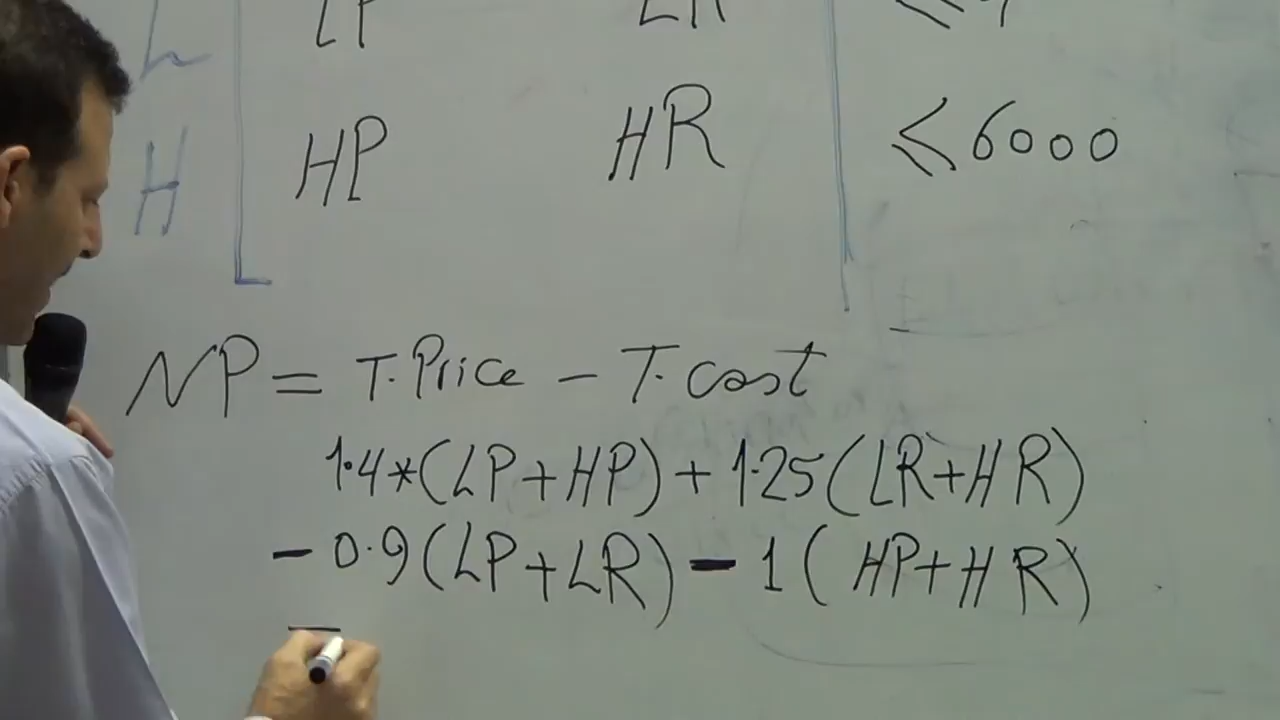 L LP LR
H HP HR ≤ 6000
NP = T.Price - T.cost
1.4*(LP+HP) + 1.25(LR+HR)
- 0.9(LP+LR) - 1(HP+HR)